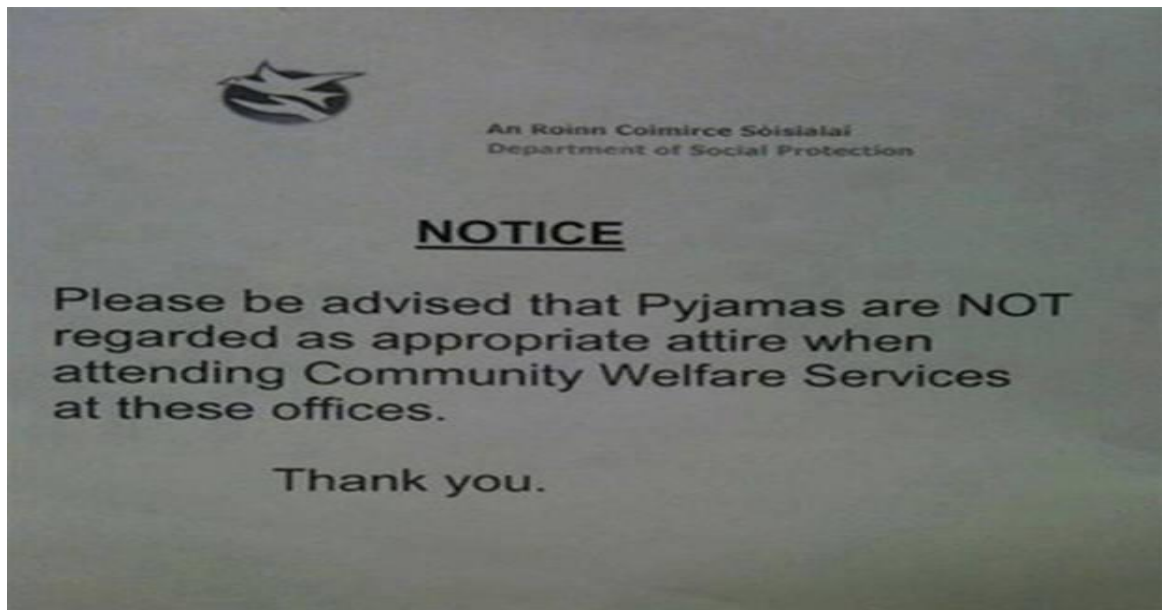 An Roinn Coimirce Sòisialaí
Department of Social Protection
NOTICE
Please be advised that Pyjamas are NOT
regarded as appropriate attire when
attending Community Welfare Services
at these offices.
Thank you.